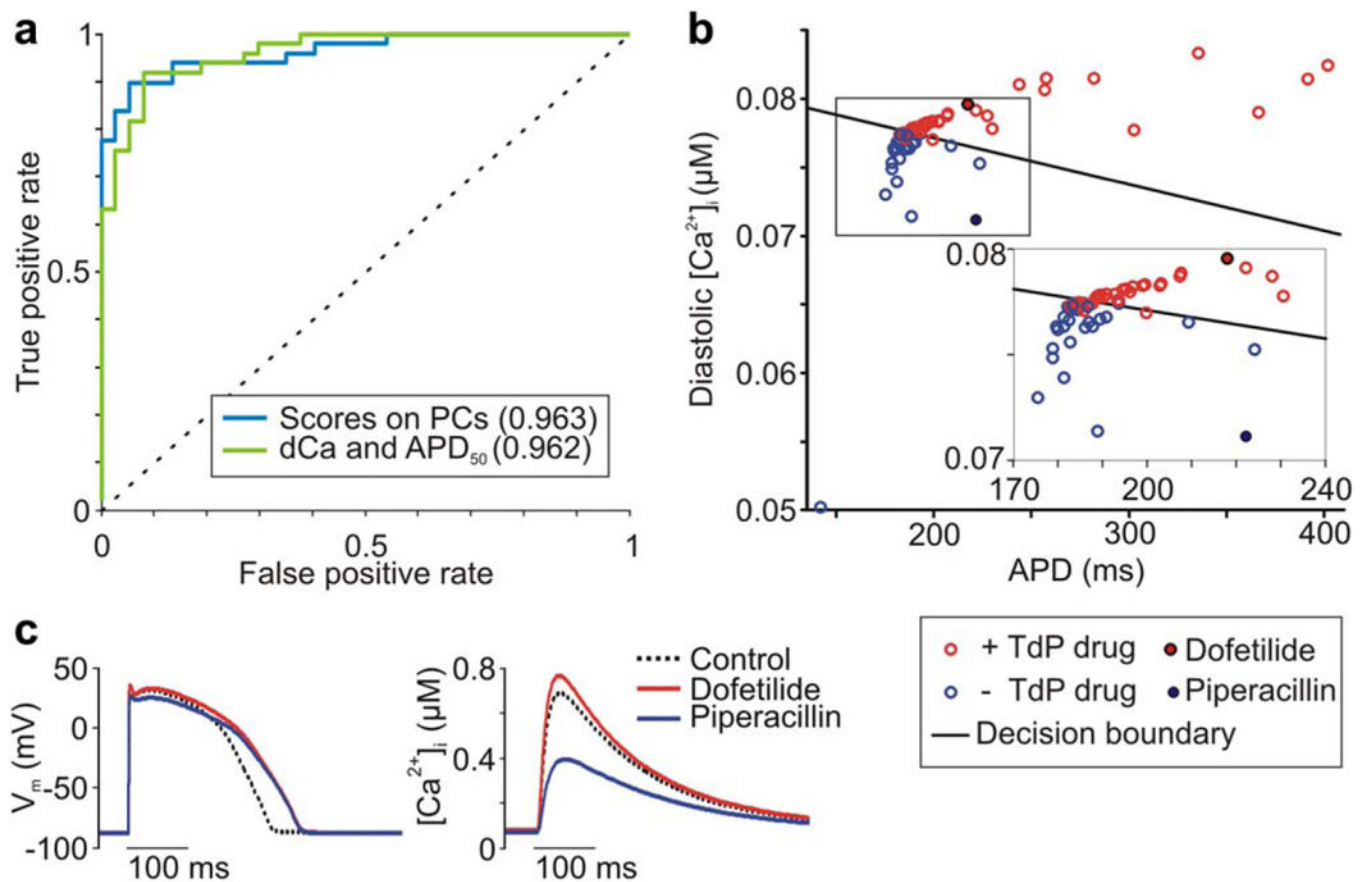 a
True positive rate
1
0.5
0
0
0.5
1
False positive rate
Scores on PCs (0.963)
dCa and APD₅₀ (0.962)
b
Diastolic [Ca²⁺]ᵢ (µM)
0.08
0.07
0.06
0.05
200
300
400
APD (ms)
0.08
0.07
170
200
240
+ TdP drug
Dofetilide
- TdP drug
Piperacillin
Decision boundary
c
Vₘ (mV)
50
0
-50
-100
100 ms
[Ca²⁺]ᵢ (µM)
0.8
0.4
0
100 ms
Control
Dofetilide
Piperacillin